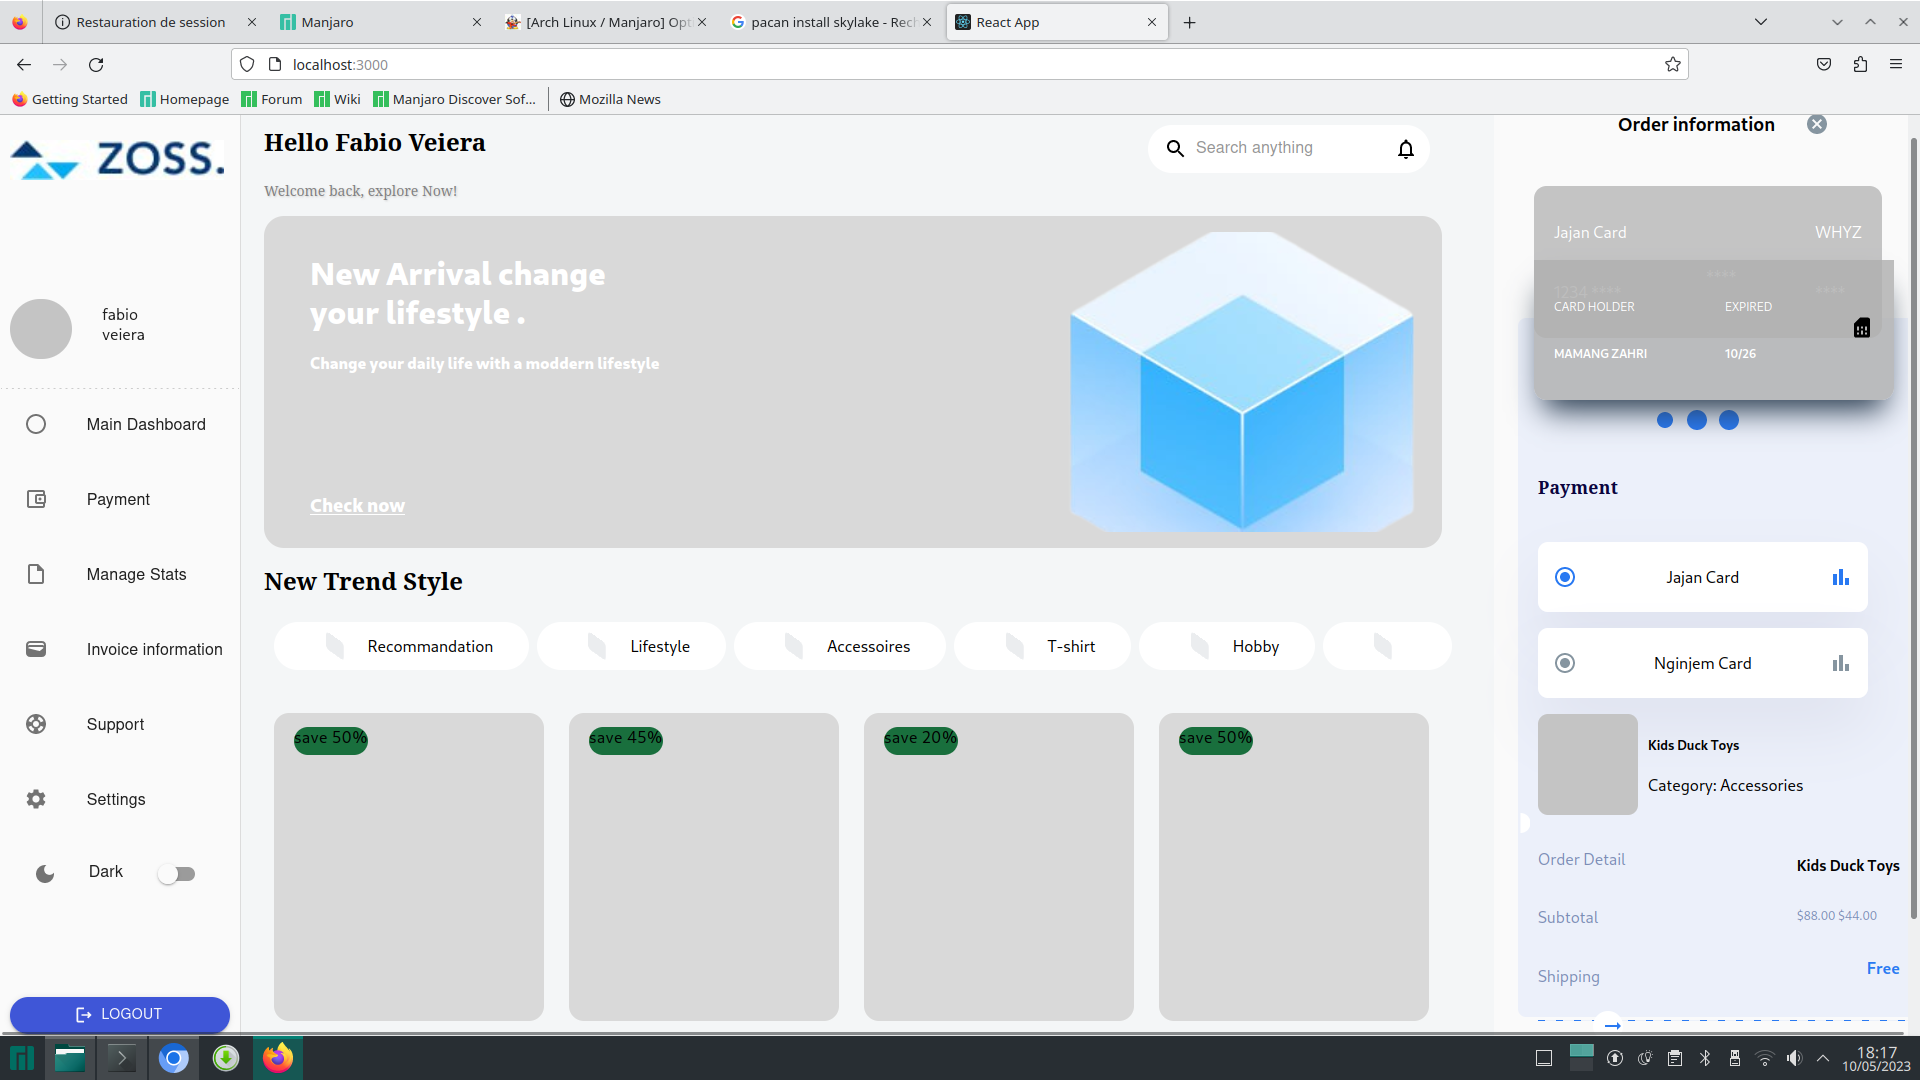 Restauration de session
Manjaro
[Arch Linux / Manjaro] Opt
pacan install skylake - Rech
React App
localhost:3000
Getting Started
Homepage
Forum
Wiki
Manjaro Discover Sof...
Mozilla News
ZOSS.
fabio
veiera
Main Dashboard
Payment
Manage Stats
Invoice information
Support
Settings
Dark
LOGOUT
Hello Fabio Veiera
Search anything
Welcome back, explore Now!
New Arrival change
your lifestyle .
Change your daily life with a moddern lifestyle
Check now
New Trend Style
Recommandation
Lifestyle
Accessoires
T-shirt
Hobby
save 50%
save 45%
save 20%
save 50%
Order information
Jajan Card
WHYZ
****
1234 ****
****
CARD HOLDER
EXPIRED
MAMANG ZAHRI
10/26
Payment
Jajan Card
Nginjem Card
Kids Duck Toys
Category: Accessories
Order Detail
Kids Duck Toys
Subtotal
$88.00 $44.00
Shipping
Free
18:17
10/05/2023